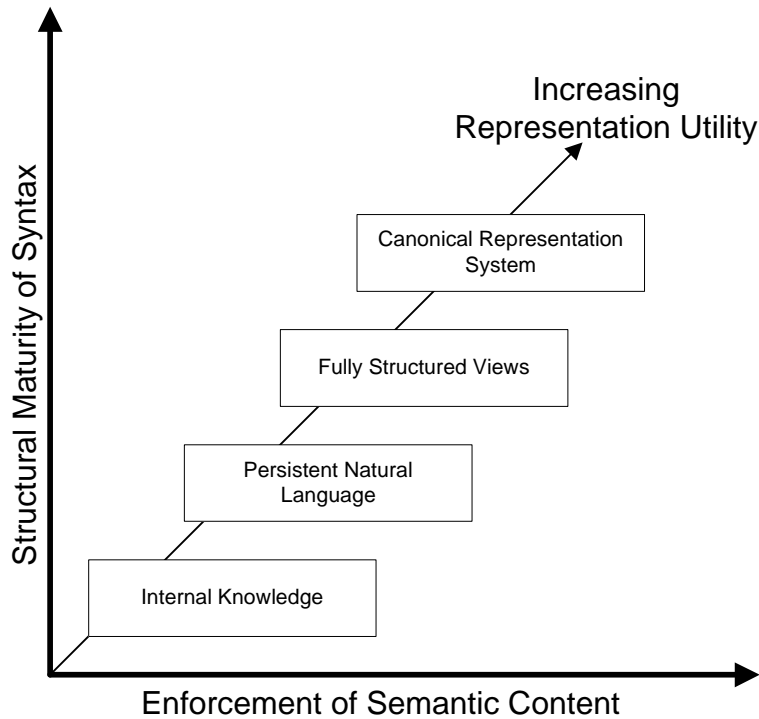 Increasing
Representation Utility
Canonical Representation
System
Fully Structured Views
Persistent Natural
Language
Internal Knowledge
Structural Maturity of Syntax
Enforcement of Semantic Content